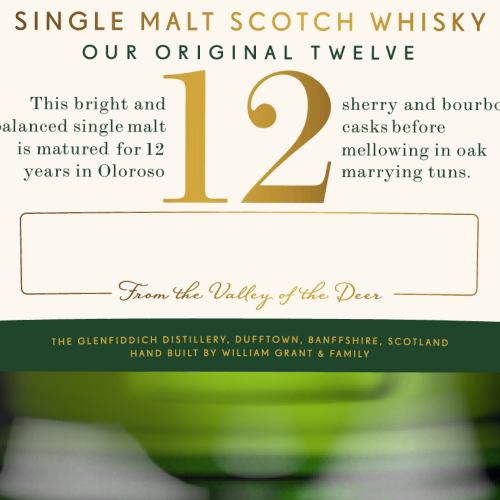 SINGLE MALT SCOTCH WHISKY
OUR ORIGINAL TWELVE
12
This bright and
balanced single malt
is matured for 12
years in Oloroso
sherry and bourbo
casks before
mellowing in oak
marrying tuns.
From the Valley of the Deer
THE GLENFIDDICH DISTILLERY, DUFFTOWN, BANFFSHIRE, SCOTLAND
HAND BUILT BY WILLIAM GRANT & FAMILY